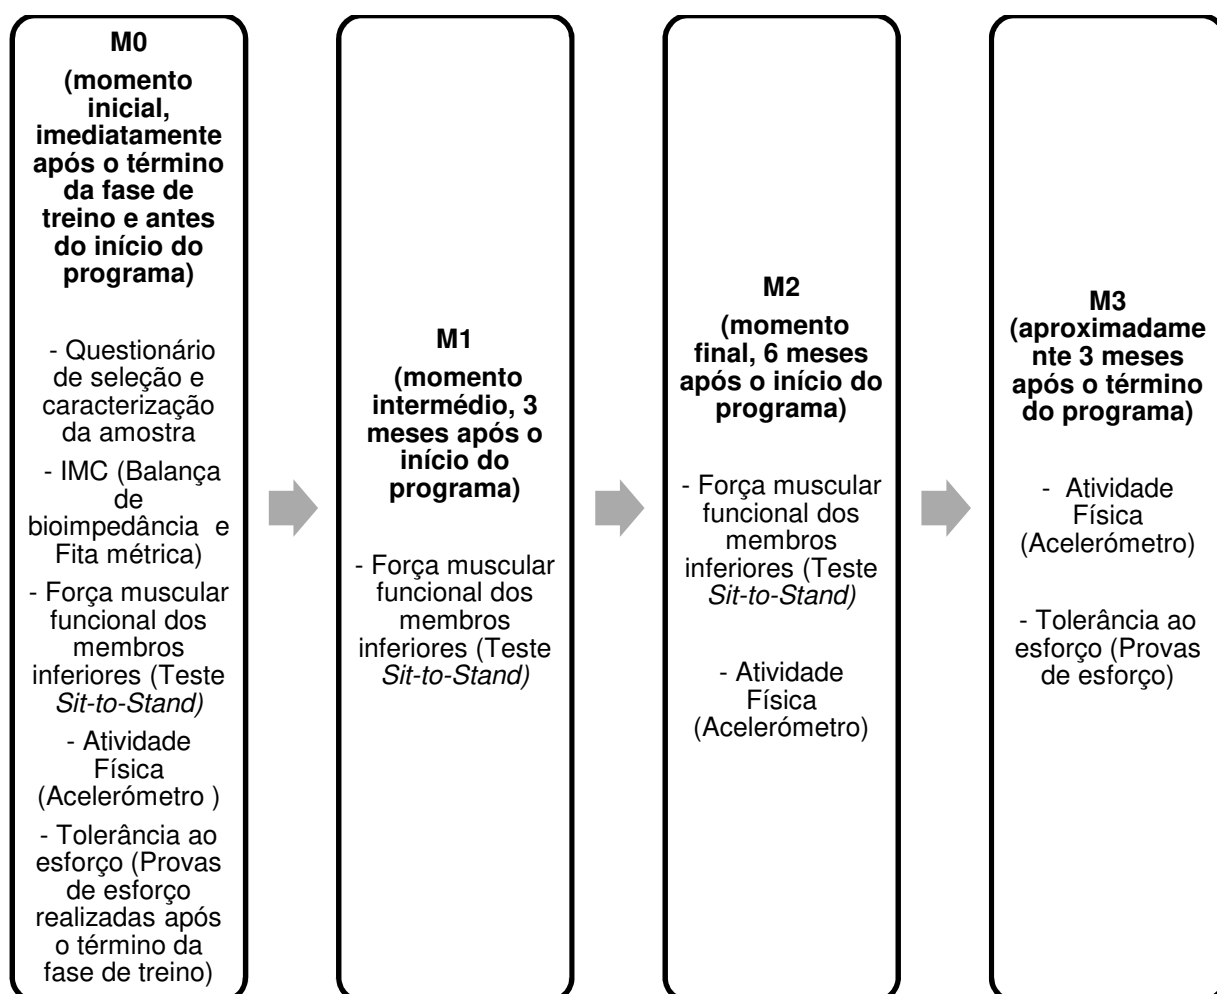 M0
(momento
inicial,
imediatamente
após o término
da fase de
treino e antes
do início do
programa)
- Questionário
de seleção e
caracterização
da amostra
- IMC (Balança
de
bioimpedância e
Fita métrica)
- Força muscular
funcional dos
membros
inferiores (Teste
Sit-to-Stand)
- Atividade
Física
(Acelerómetro )
- Tolerância ao
esforço (Provas
de esforço
realizadas após
o término da
fase de treino)
M1
(momento
intermédio, 3
meses após o
início do
programa)
- Força muscular
funcional dos
membros
inferiores (Teste
Sit-to-Stand)
M2
(momento
final, 6 meses
após o início do
programa)
- Força muscular
funcional dos
membros
inferiores (Teste
Sit-to-Stand)
- Atividade
Física
(Acelerómetro)
M3
(aproximadame
nte 3 meses
após o término
do programa)
- Atividade
Física
(Acelerómetro)
- Tolerância ao
esforço (Provas
de esforço)